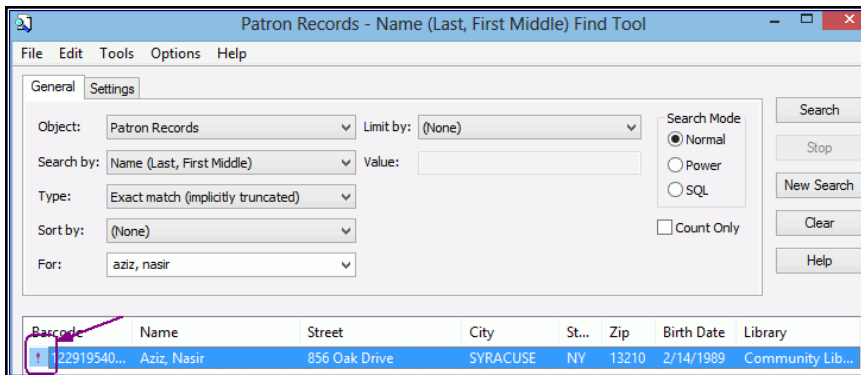 Patron Records - Name (Last, First Middle) Find Tool
File Edit Tools Options Help
General Settings
Object: Patron Records Limit by: (None) Search Mode Search
Normal
Search by: Name (Last, First Middle) Value: Power Stop
Type: Exact match (implicitly truncated) SQL New Search
Sort by: (None) Count Only Clear
For: aziz, nasir Help
Barcode Name Street City St... Zip Birth Date Library
! 122919540... Aziz, Nasir 856 Oak Drive SYRACUSE NY 13210 2/14/1989 Community Lib...